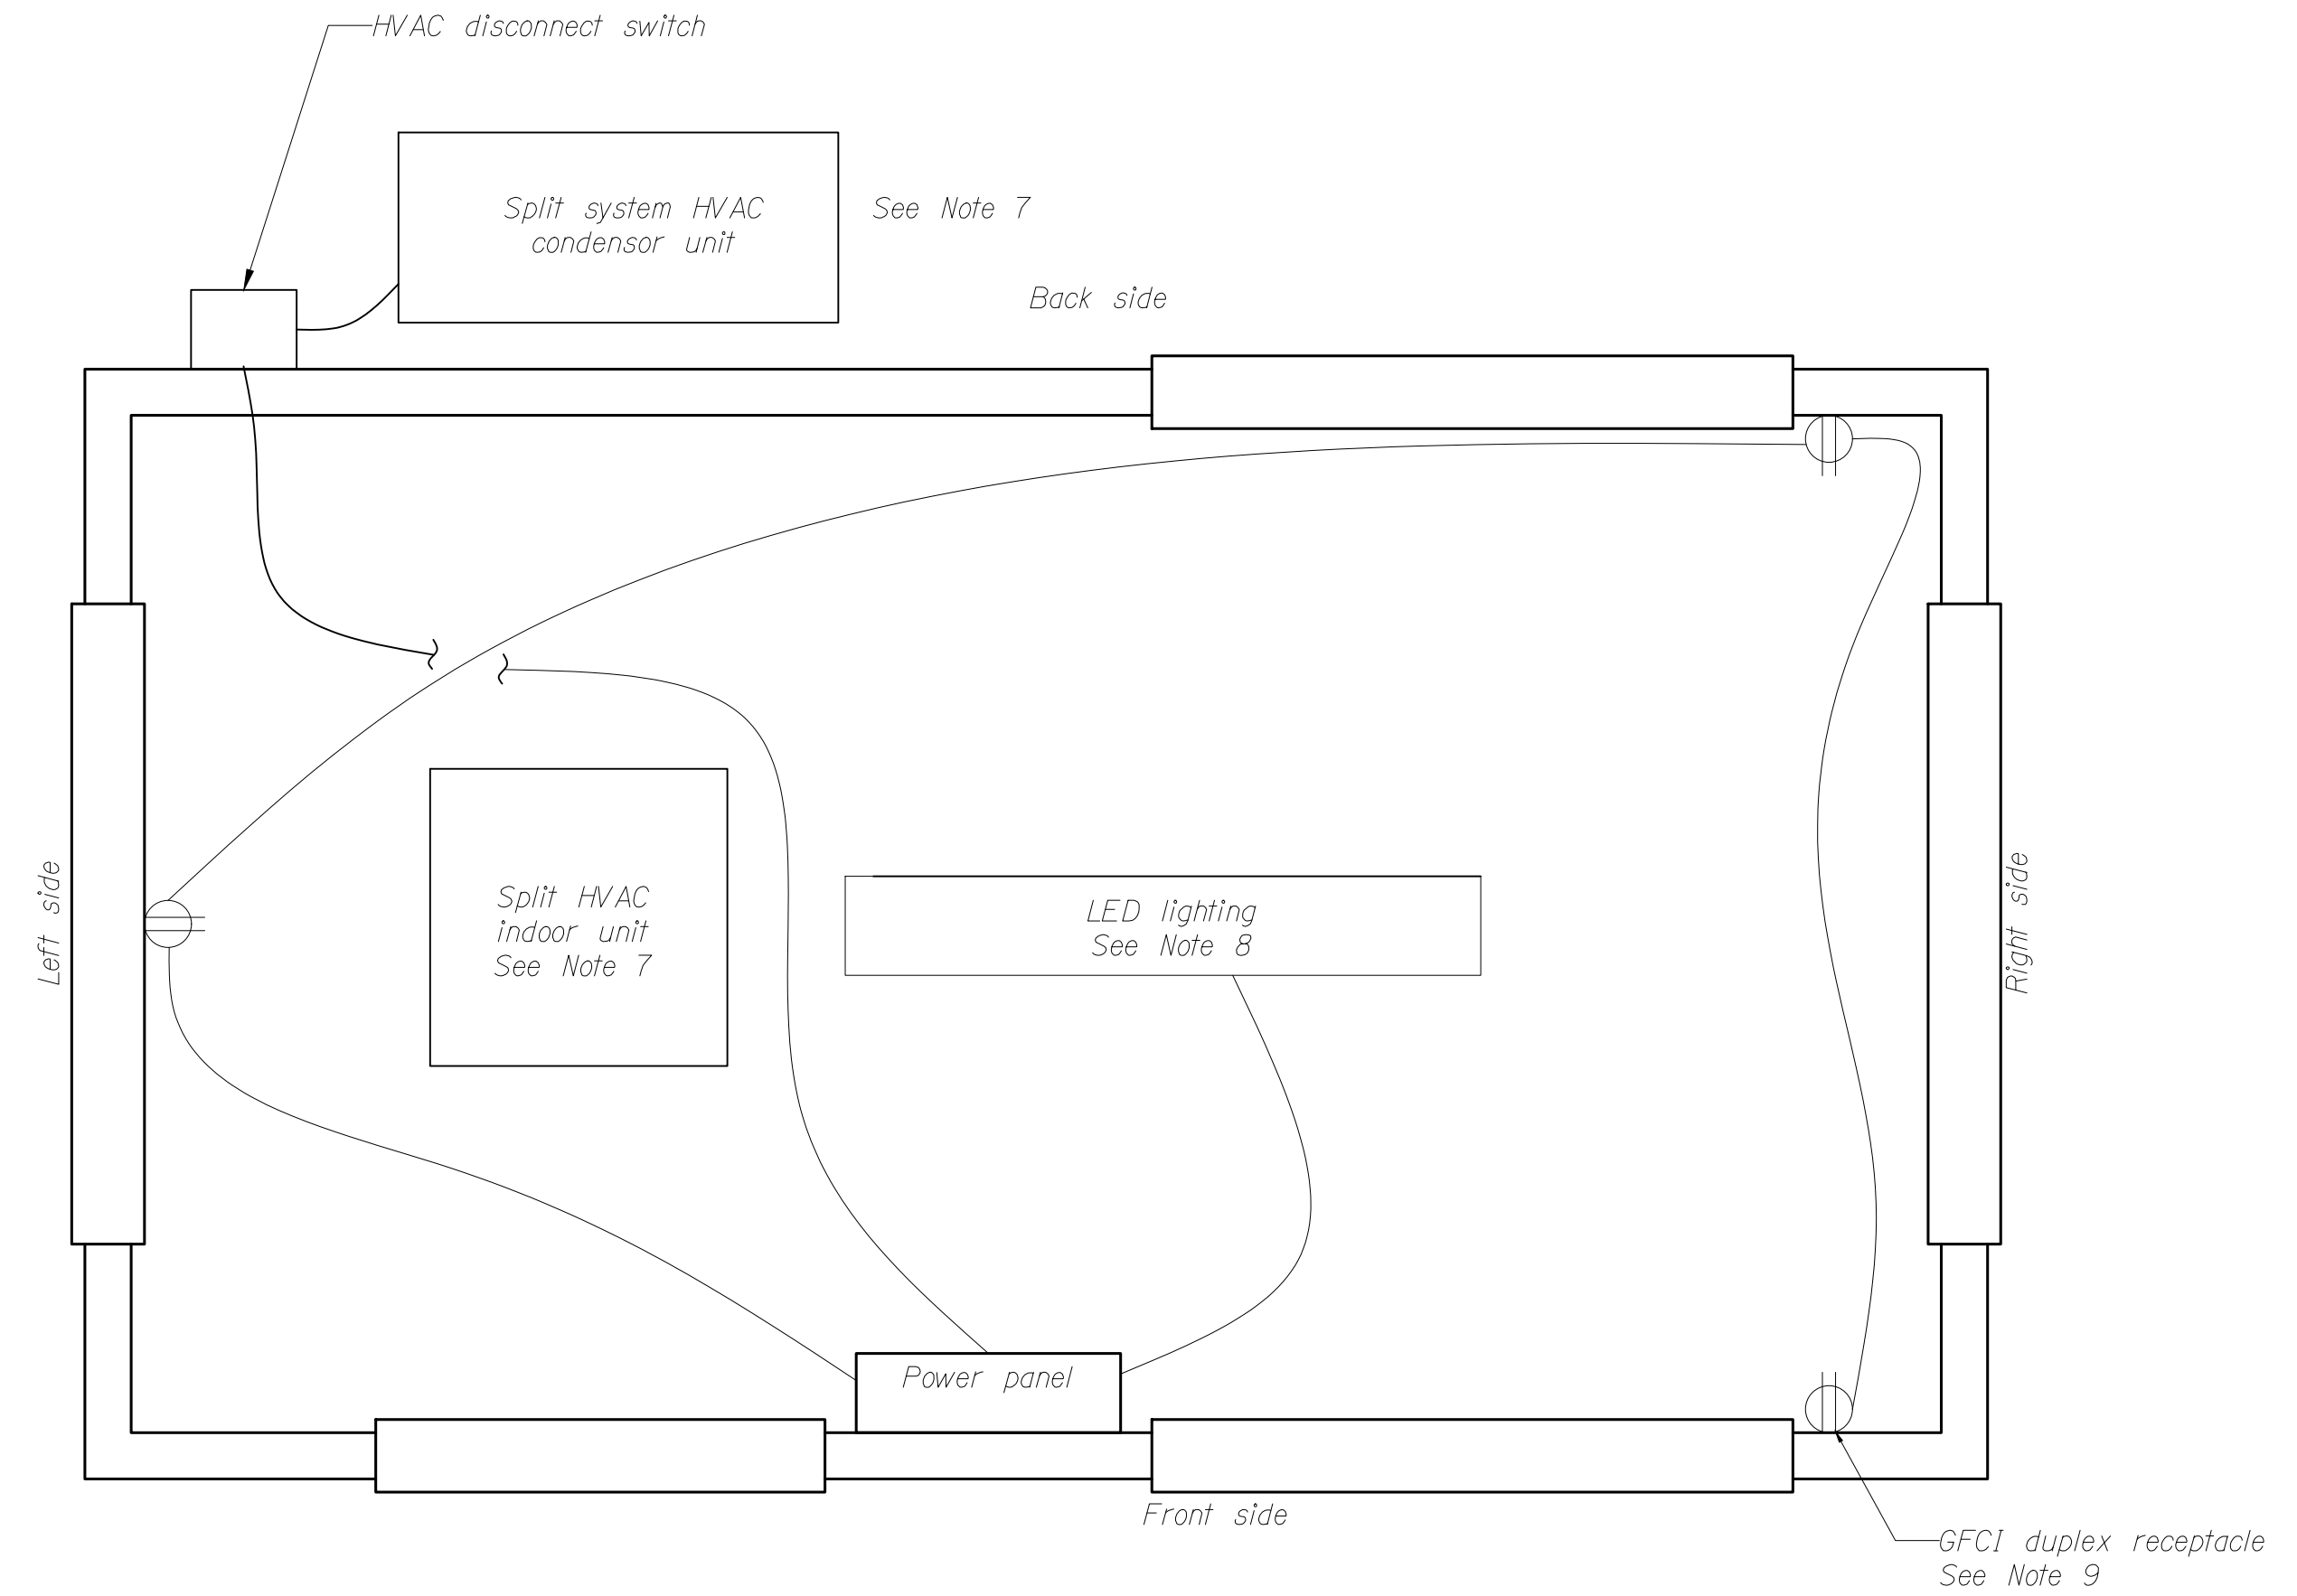 HVAC disconect switch
Split system HVAC
condensor unit
See Note 7
Back side
Left side
Split HVAC
indoor unit
See Note 7
LED lighting
See Note 8
Right side
Power panel
Front side
GFCI duplex receptacle
See Note 9